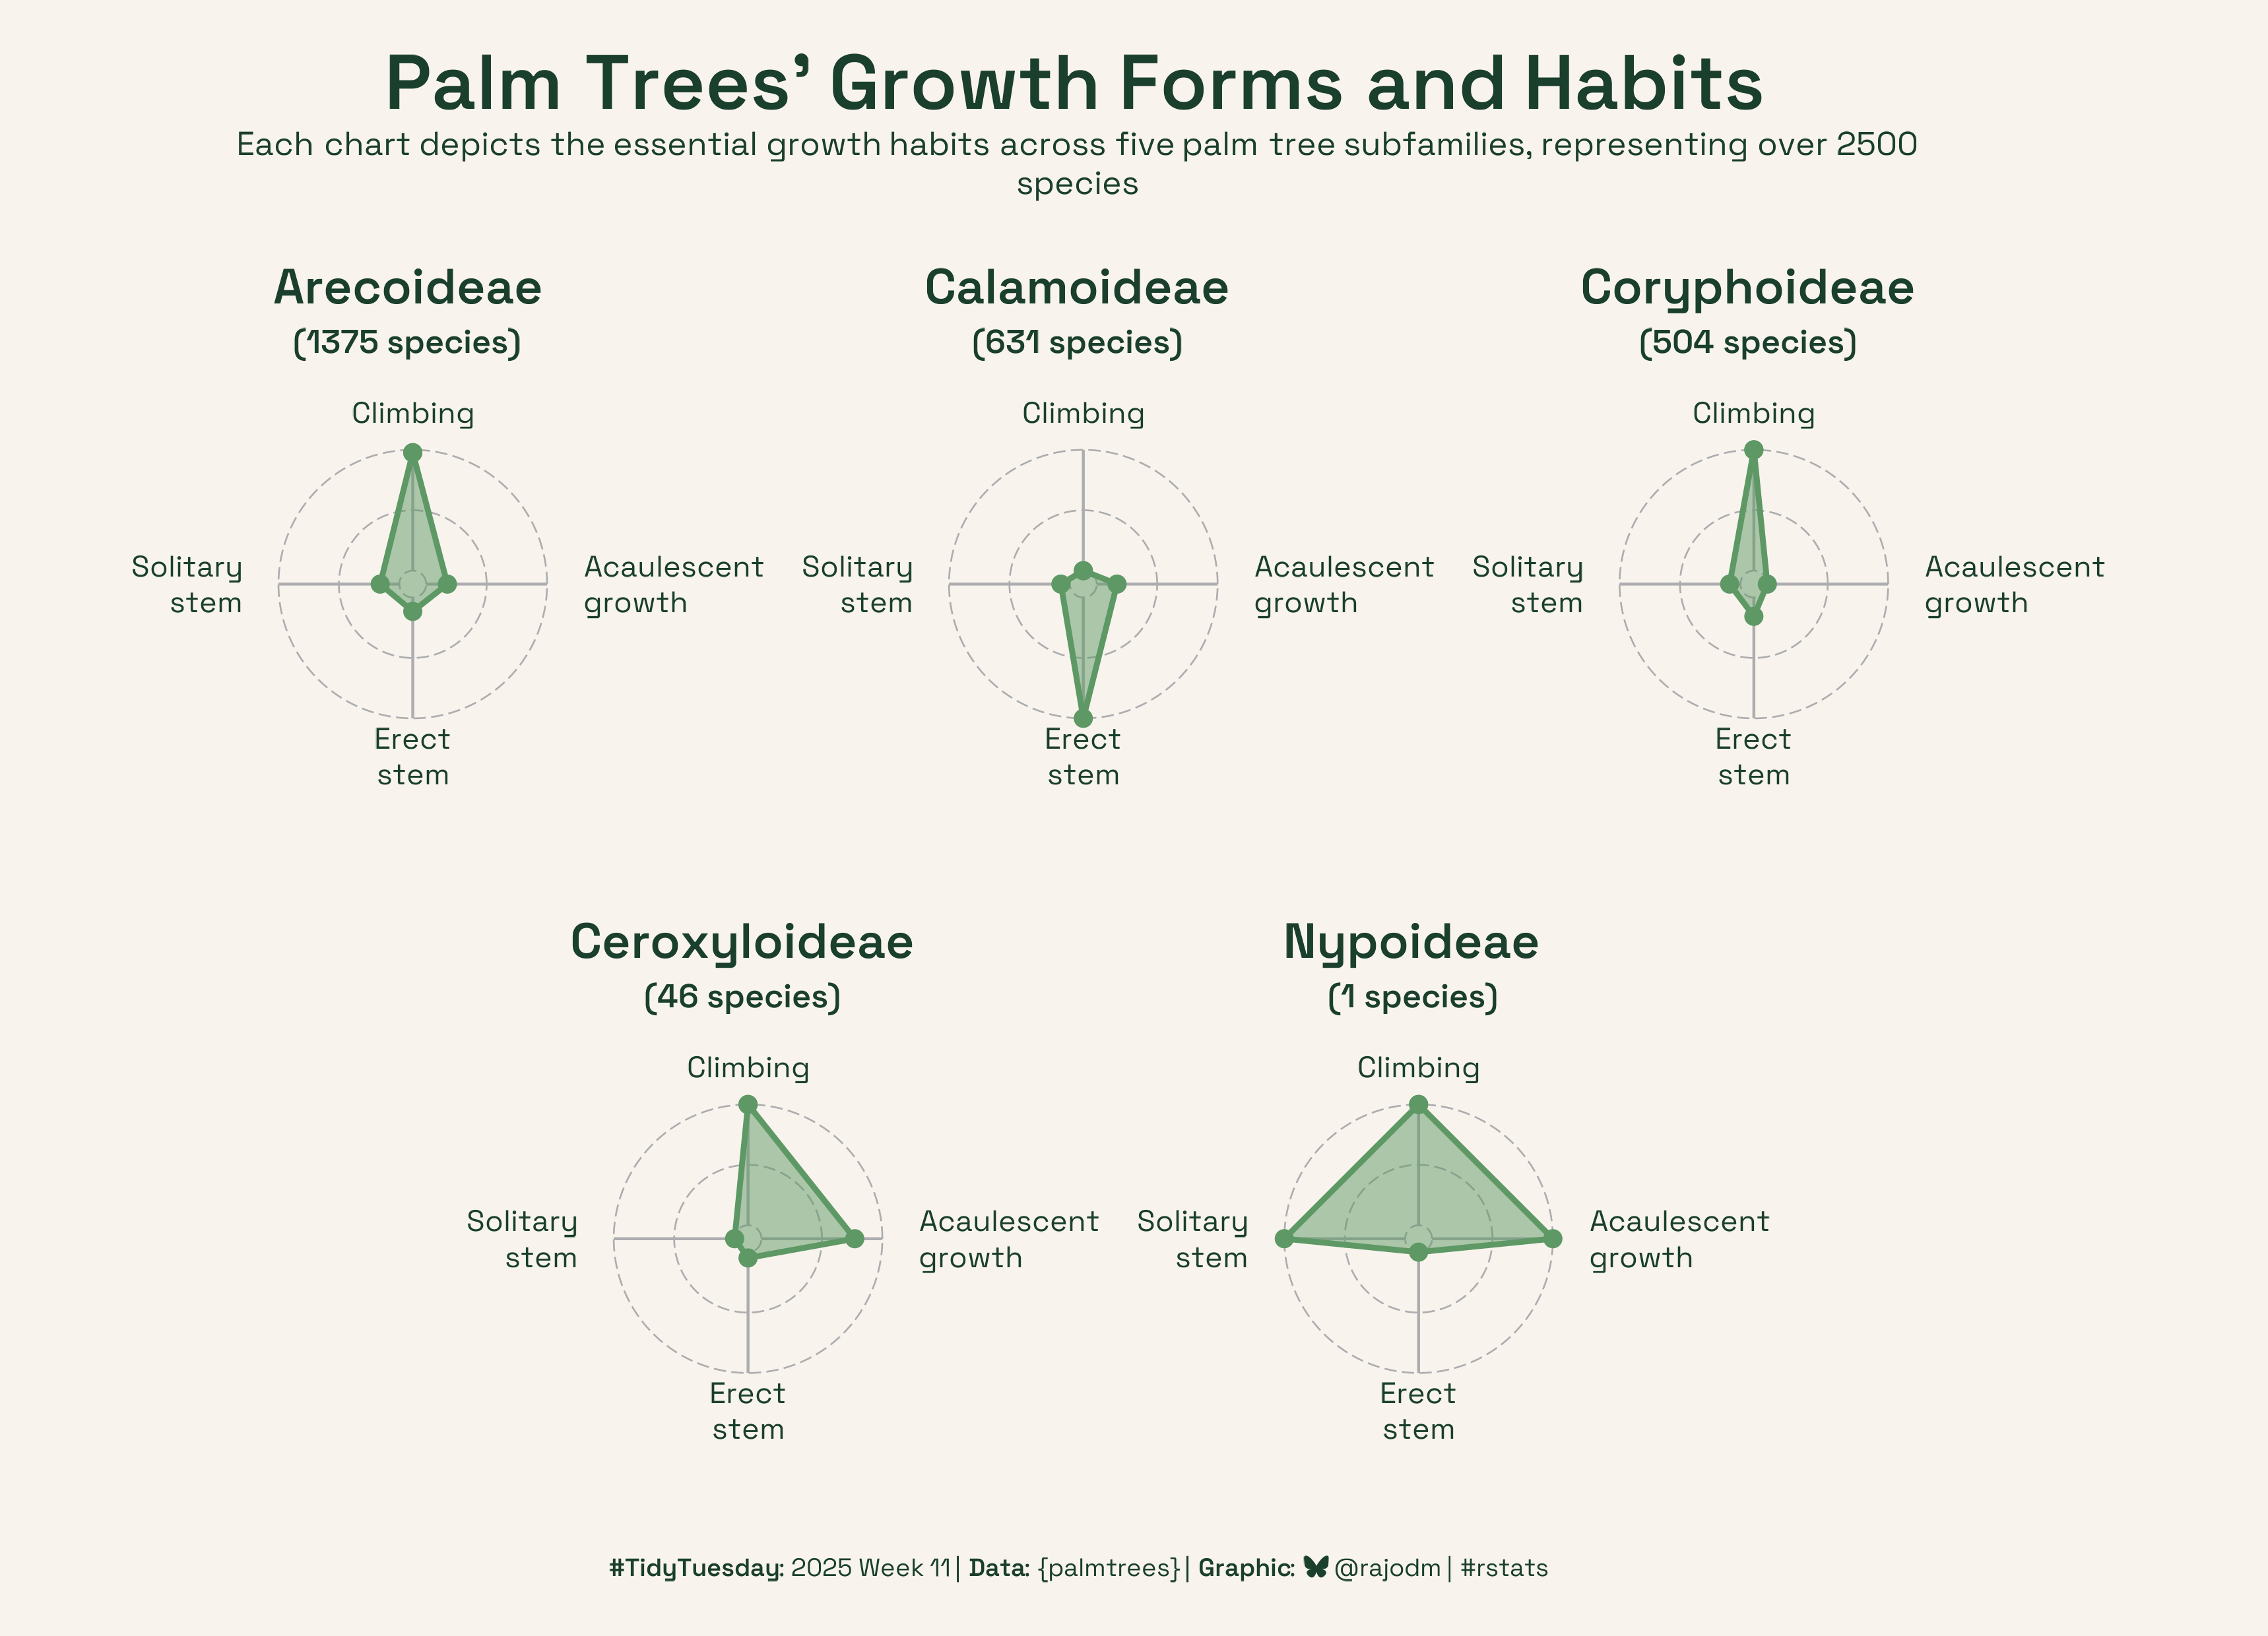 Palm Trees’ Growth Forms and Habits
Each chart depicts the essential growth habits across five palm tree subfamilies, representing over 2500
species
Arecoideae
(1375 species)
Climbing
Solitary
stem
Acaulescent
growth
Erect
stem
Calamoideae
(631 species)
Climbing
Solitary
stem
Acaulescent
growth
Erect
stem
Coryphoideae
(504 species)
Climbing
Solitary
stem
Acaulescent
growth
Erect
stem
Ceroxyloideae
(46 species)
Climbing
Solitary
stem
Acaulescent
growth
Erect
stem
Nypoideae
(1 species)
Climbing
Solitary
stem
Acaulescent
growth
Erect
stem
#TidyTuesday: 2025 Week 11| Data: {palmtrees}| Graphic: @rajodm| #rstats